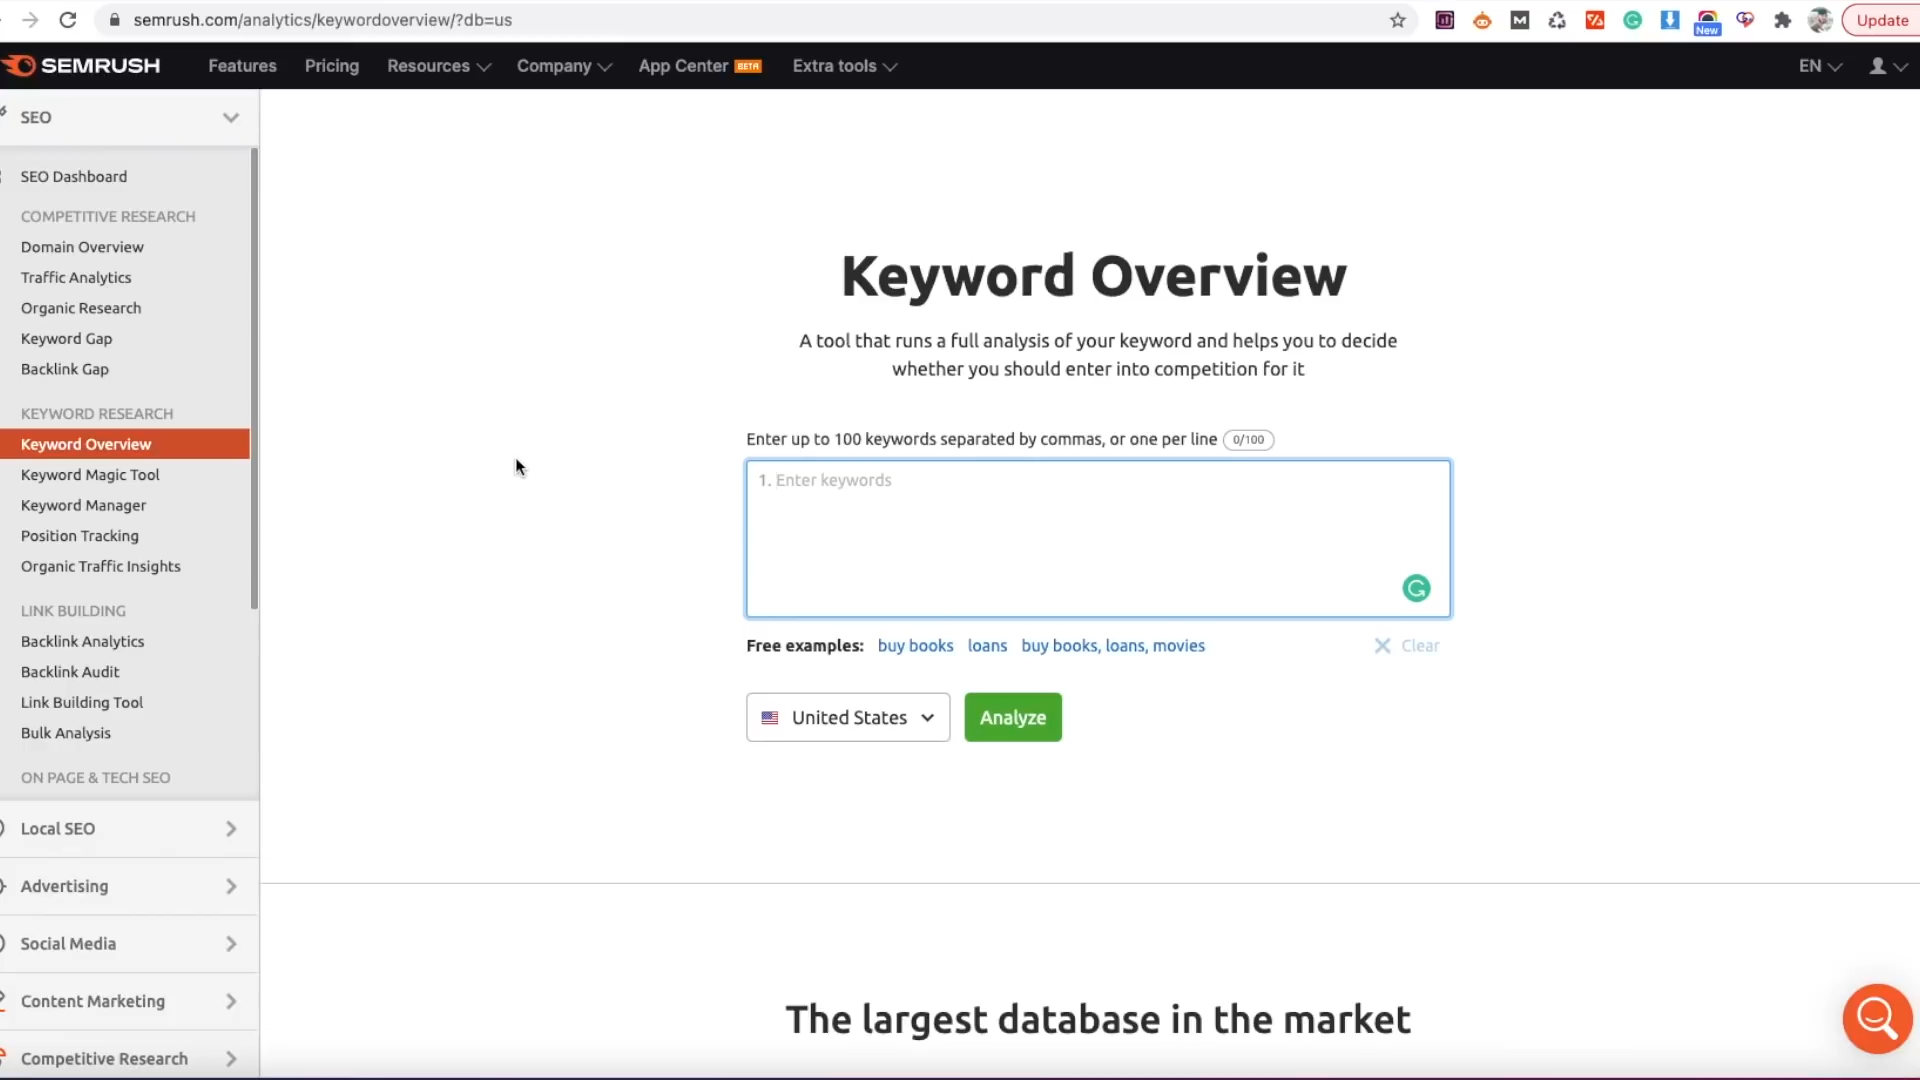 semrush.com/analytics/keywordoverview/?db=us
New
Update
SEMRUSH
Features
Pricing
Resources
Company
App Center BETA
Extra tools
EN
SEO
SEO Dashboard
COMPETITIVE RESEARCH
Domain Overview
Traffic Analytics
Organic Research
Keyword Gap
Backlink Gap
KEYWORD RESEARCH
Keyword Overview
Keyword Magic Tool
Keyword Manager
Position Tracking
Organic Traffic Insights
LINK BUILDING
Backlink Analytics
Backlink Audit
Link Building Tool
Bulk Analysis
ON PAGE & TECH SEO
Local SEO
Advertising
Social Media
Content Marketing
Competitive Research
Keyword Overview
A tool that runs a full analysis of your keyword and helps you to decide
whether you should enter into competition for it
Enter up to 100 keywords separated by commas, or one per line 0/100
1. Enter keywords
Free examples: buy books loans buy books, loans, movies
Clear
United States
Analyze
The largest database in the market